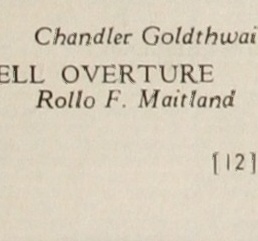 Chandler Goldthwai
ELL OVERTURE
Rollo F. Maitland
[12]